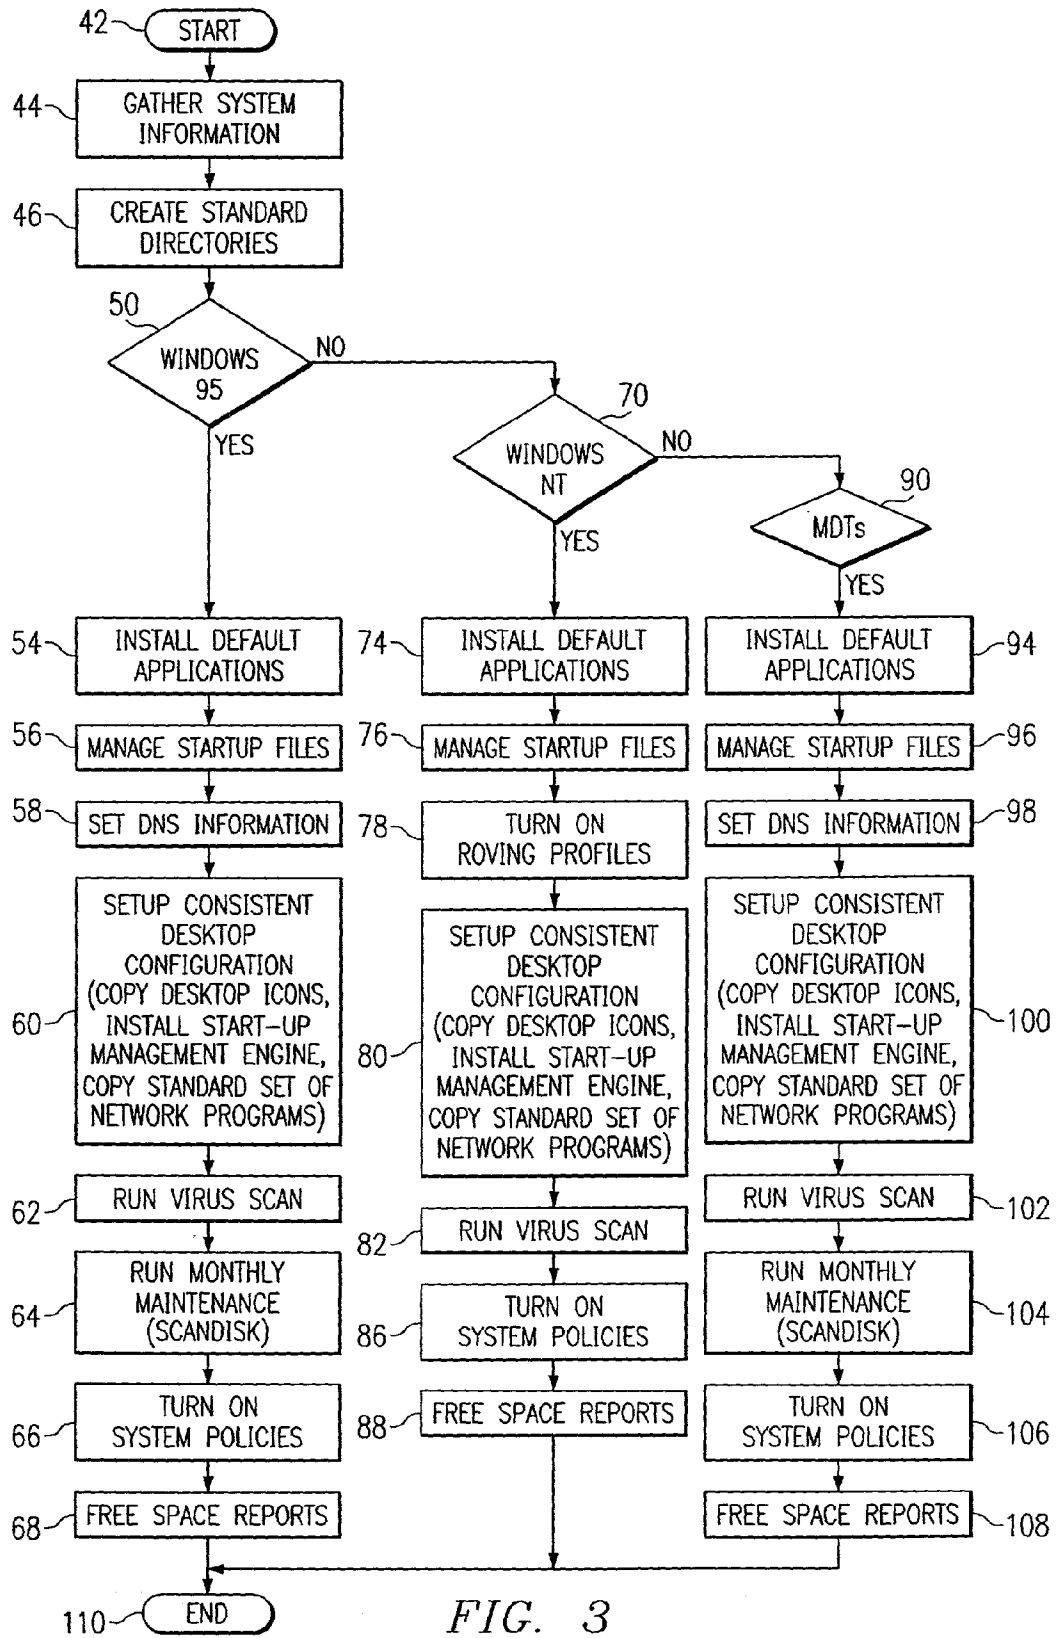 42
START
44
GATHER SYSTEM
INFORMATION
46
CREATE STANDARD
DIRECTORIES
50
WINDOWS
95
NO
YES
70
WINDOWS
NT
NO
YES
90
MDTs
YES
54
INSTALL DEFAULT
APPLICATIONS
56
MANAGE STARTUP FILES
58
SET DNS INFORMATION
60
SETUP CONSISTENT
DESKTOP
CONFIGURATION
(COPY DESKTOP ICONS,
INSTALL START-UP
MANAGEMENT ENGINE,
COPY STANDARD SET OF
NETWORK PROGRAMS)
62
RUN VIRUS SCAN
64
RUN MONTHLY
MAINTENANCE
(SCANDISK)
66
TURN ON
SYSTEM POLICIES
68
FREE SPACE REPORTS
74
INSTALL DEFAULT
APPLICATIONS
76
MANAGE STARTUP FILES
78
TURN ON
ROVING PROFILES
80
SETUP CONSISTENT
DESKTOP
CONFIGURATION
(COPY DESKTOP ICONS,
INSTALL START-UP
MANAGEMENT ENGINE,
COPY STANDARD SET OF
NETWORK PROGRAMS)
82
RUN VIRUS SCAN
86
TURN ON
SYSTEM POLICIES
88
FREE SPACE REPORTS
INSTALL DEFAULT
APPLICATIONS
94
MANAGE STARTUP FILES
96
SET DNS INFORMATION
98
SETUP CONSISTENT
DESKTOP
CONFIGURATION
(COPY DESKTOP ICONS,
INSTALL START-UP
MANAGEMENT ENGINE,
COPY STANDARD SET OF
NETWORK PROGRAMS)
100
RUN VIRUS SCAN
102
RUN MONTHLY
MAINTENANCE
(SCANDISK)
104
TURN ON
SYSTEM POLICIES
106
FREE SPACE REPORTS
108
110
END
FIG. 3